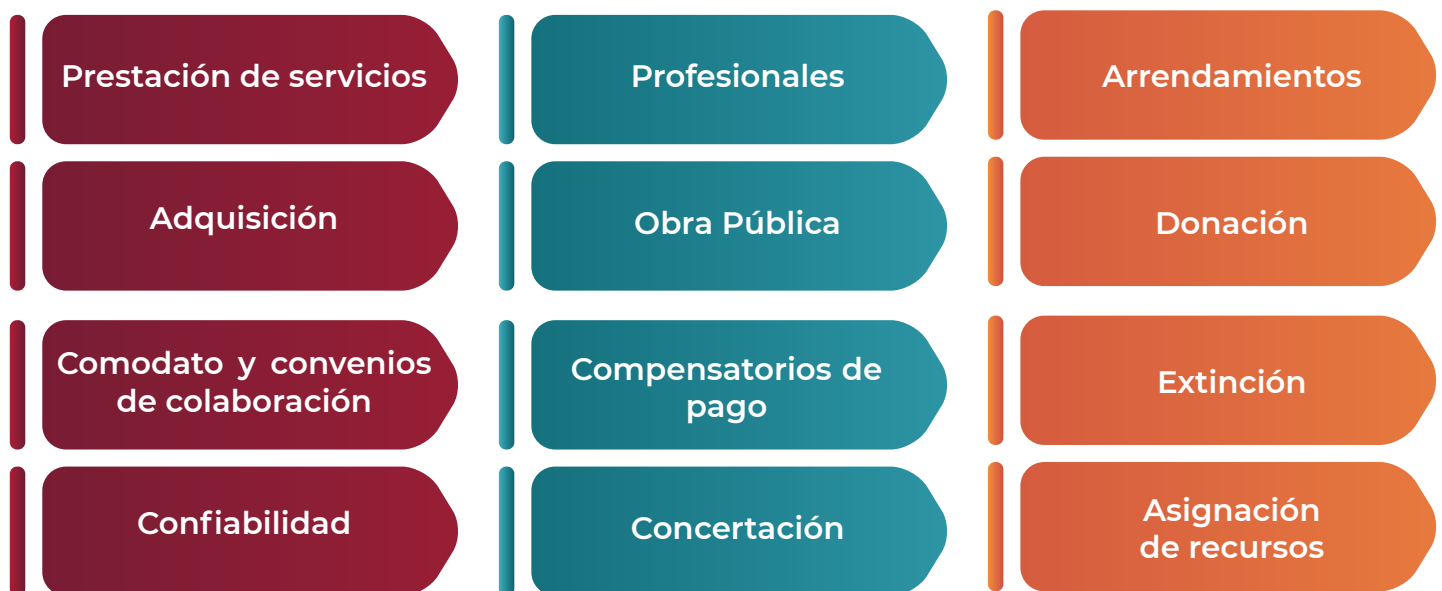 Prestación de servicios
Profesionales
Arrendamientos
Adquisición
Obra Pública
Donación
Comodato y convenios
de colaboración
Compensatorios de
pago
Extinción
Confiabilidad
Concertación
Asignación
de recursos